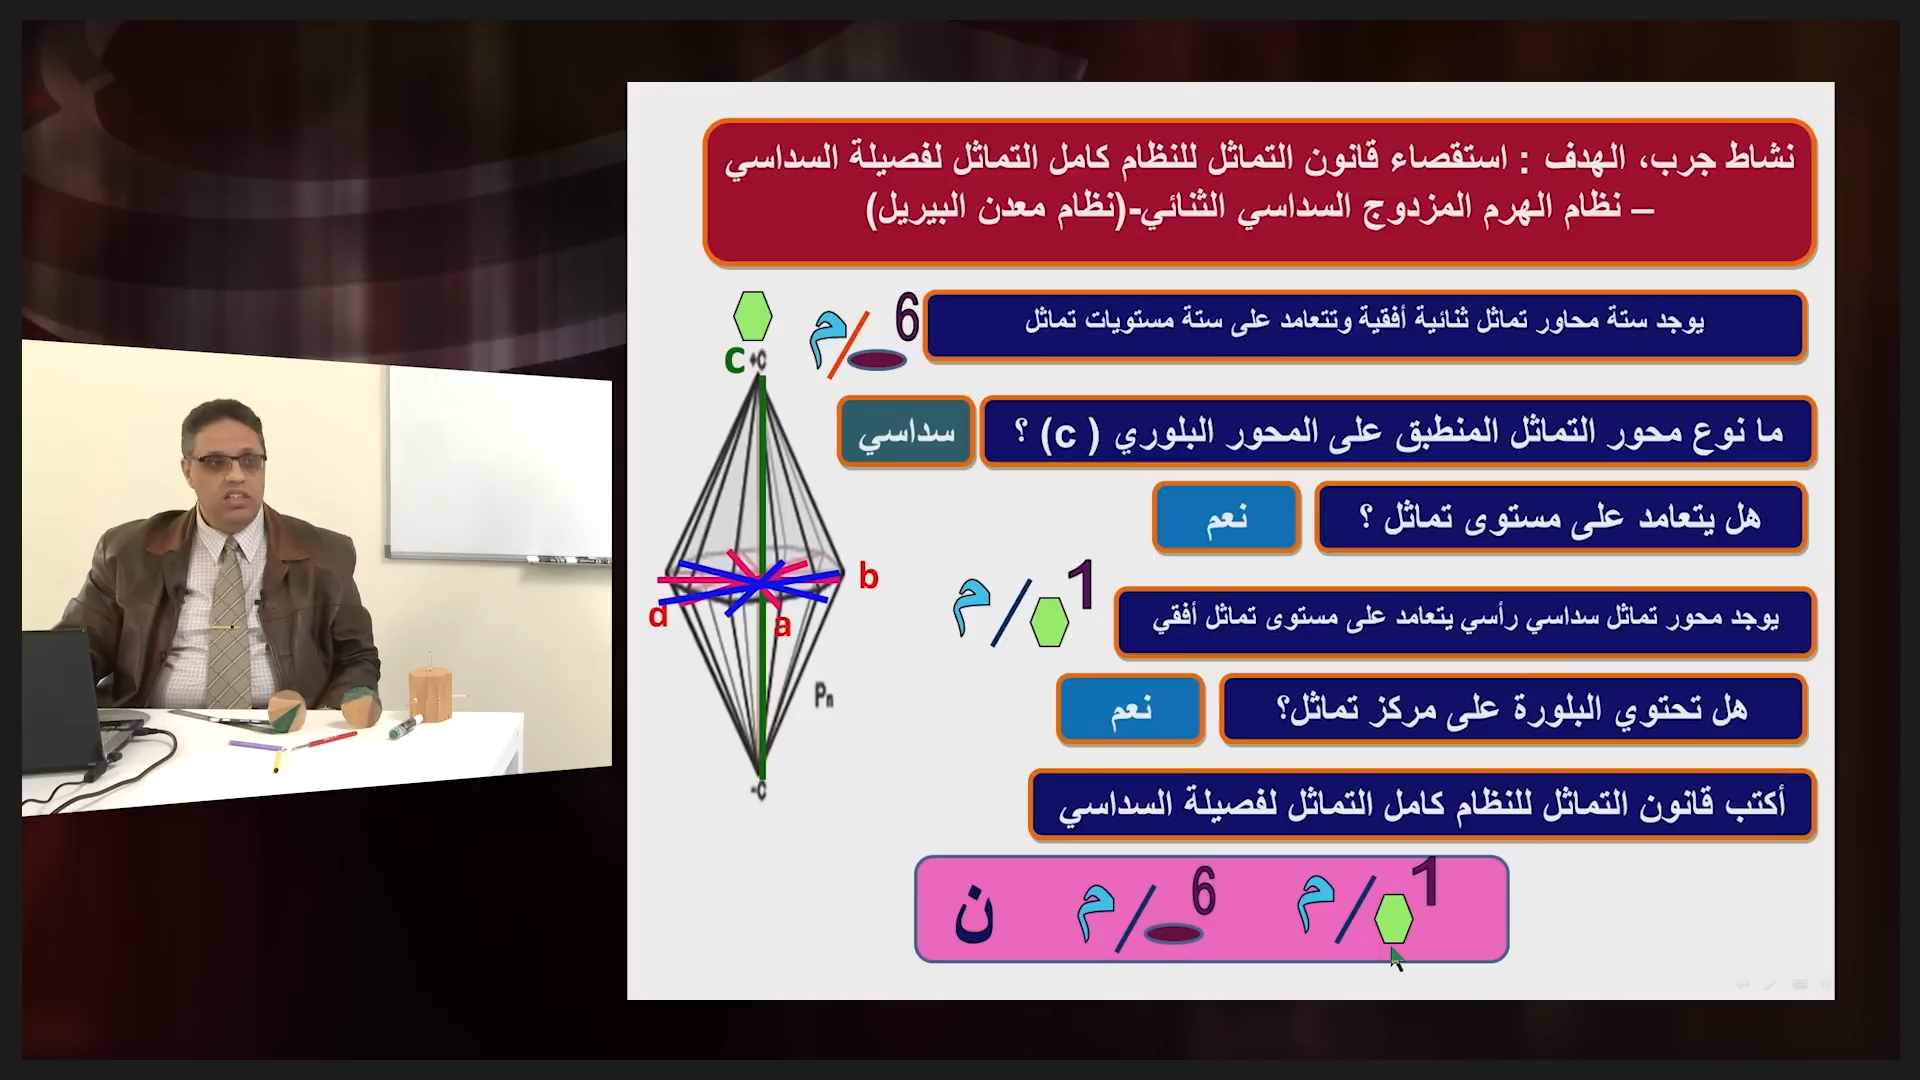 نشاط جرب، الهدف : استقصاء قانون التماثل للنظام كامل التماثل لفصيلة السداسي
– نظام الهرم المزدوج السداسي الثنائي-(نظام معدن البيريل)
يوجد ستة محاور تماثل ثنائية أفقية وتتعامد على ستة مستويات تماثل
6 / م
c +c
ما نوع محور التماثل المنطبق على المحور البلوري ( c) ؟
سداسي
هل يتعامد على مستوى تماثل ؟
نعم
b
d
a
يوجد محور تماثل سداسي رأسي يتعامد على مستوى تماثل أفقي
1 / م
هل تحتوي البلورة على مركز تماثل؟
نعم
Pn
-c
أكتب قانون التماثل للنظام كامل التماثل لفصيلة السداسي
1 / م 6 / م ن